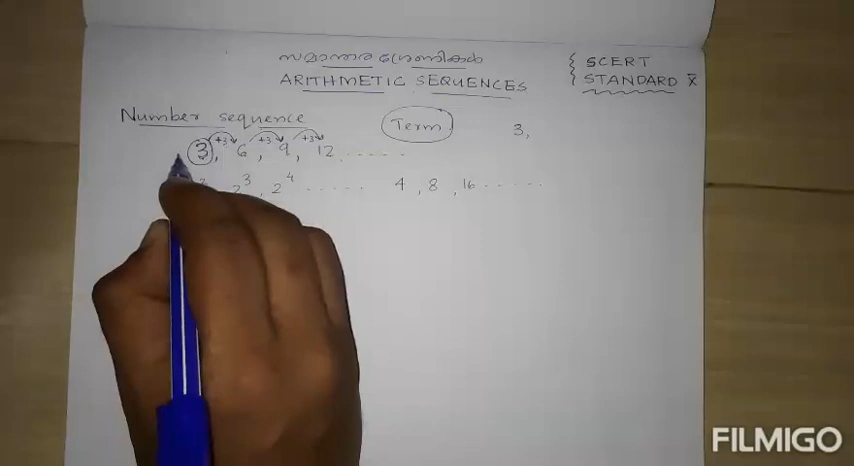 സമാന്തര ശ്രേണികൾ
ARITHMETIC SEQUENCES
SCERT
STANDARD X
Number sequence
Term
3,
+3 +3 +3
3, 6, 9, 12 ......
2³, 2⁴ ..... 4, 8, 16 .....
FILMIGO